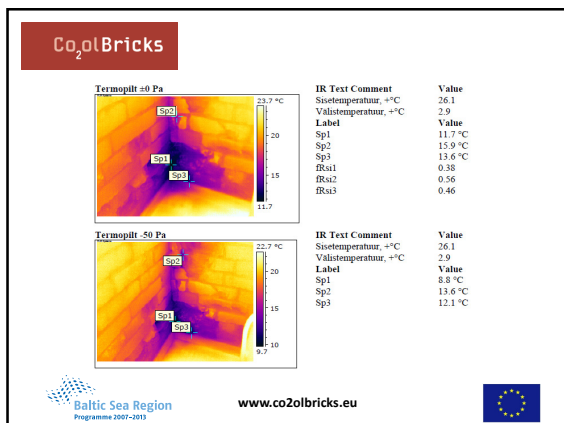 Co2olBricks
Termopilt ±0 Pa
23.7 °C
20
15
11.7
Sp2
Sp1
Sp3
IR Text Comment Value
Sisetemperatuur, +°C 26.1
Välistemperatuur, +°C 2.9
Label Value
Sp1 11.7 °C
Sp2 15.9 °C
Sp3 13.6 °C
fRsi1 0.38
fRsi2 0.56
fRsi3 0.46
Termopilt -50 Pa
22.7 °C
20
15
10
9.7
Sp2
Sp1
Sp3
IR Text Comment Value
Sisetemperatuur, +°C 26.1
Välistemperatuur, +°C 2.9
Label Value
Sp1 8.8 °C
Sp2 13.6 °C
Sp3 12.1 °C
Baltic Sea Region
Programme 2007–2013
www.co2olbricks.eu